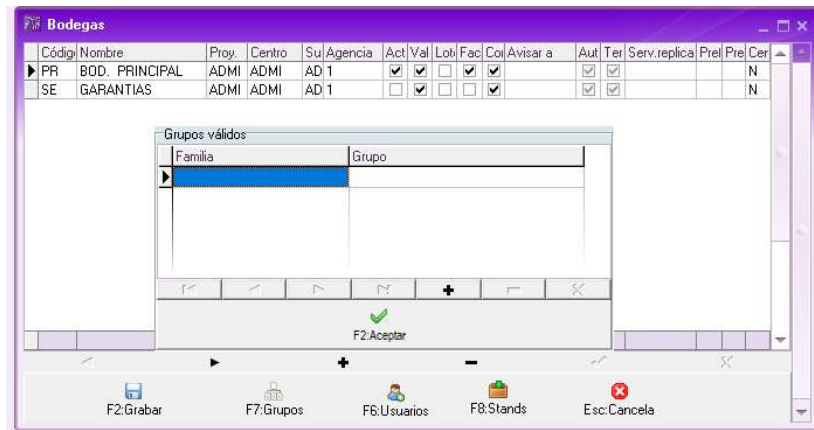 Bodegas
Códig Nombre Proy. Centro Su Agencia Act Val Lot Fac Cor Avisar a Aut Ter Serv.replica Prel Pre Cer
PR BOD. PRINCIPAL ADMI ADMI AD 1 N
SE GARANTIAS ADMI ADMI AD 1 N
Grupos válidos
Familia Grupo
F2:Aceptar
F2:Grabar F7:Grupos F6:Usuarios F8:Stands Esc:Cancela